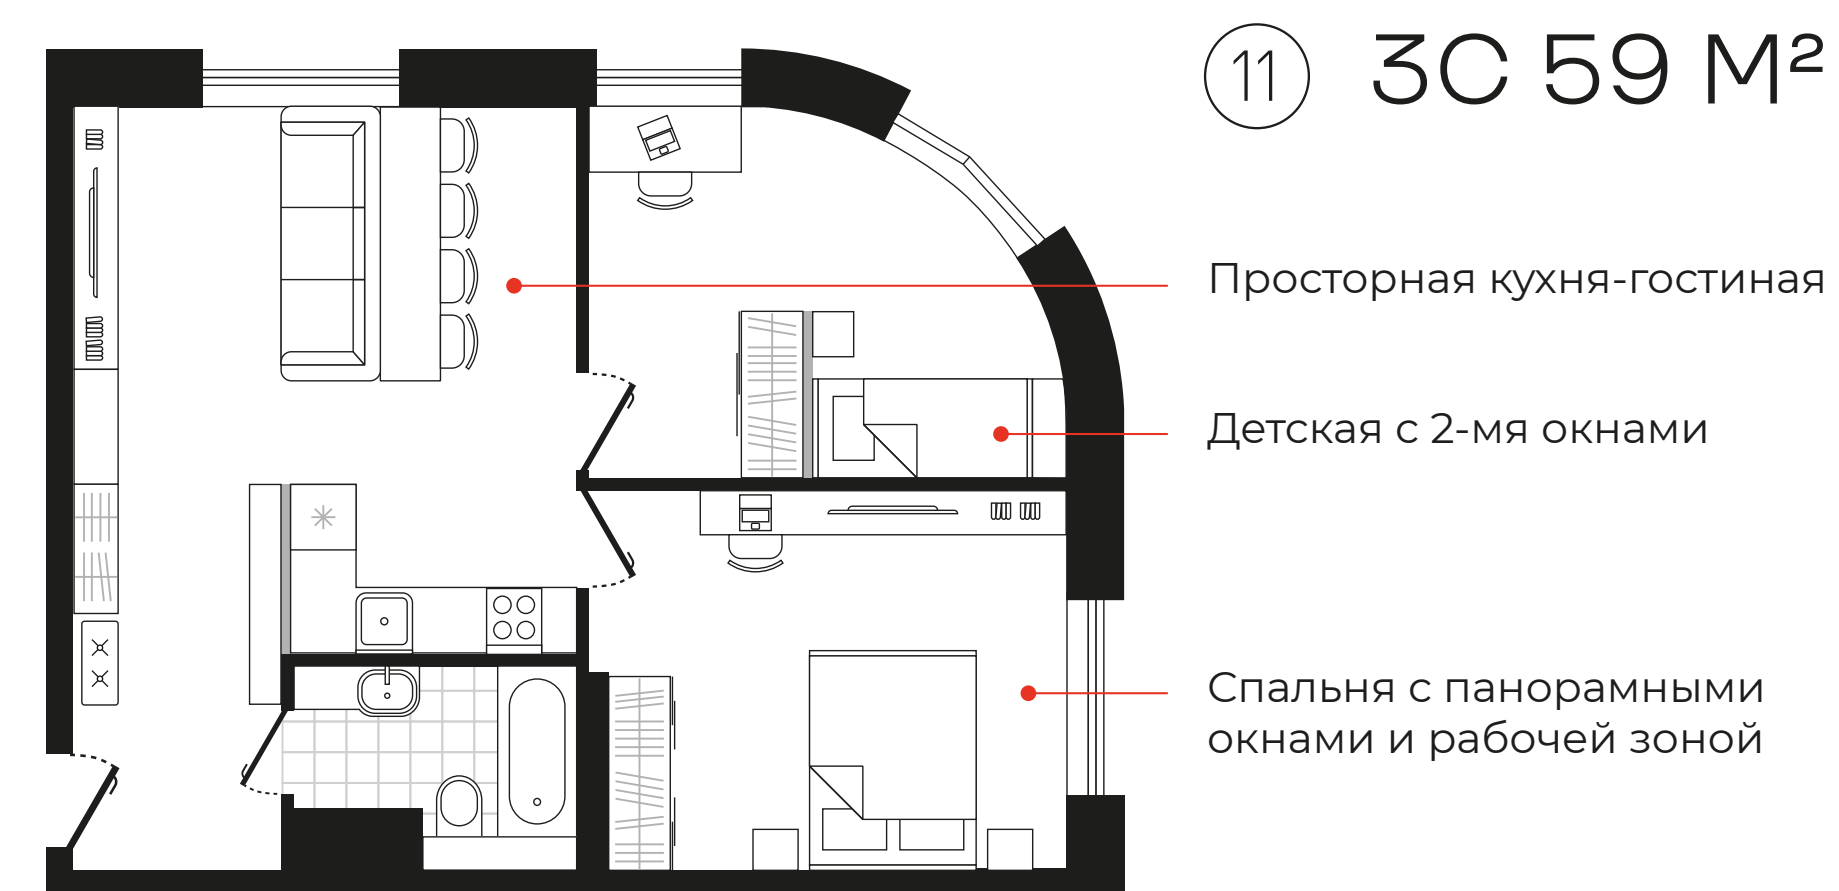 11 3С 59 М²
Просторная кухня-гостиная
Детская с 2-мя окнами
Спальня с панорамными
окнами и рабочей зоной